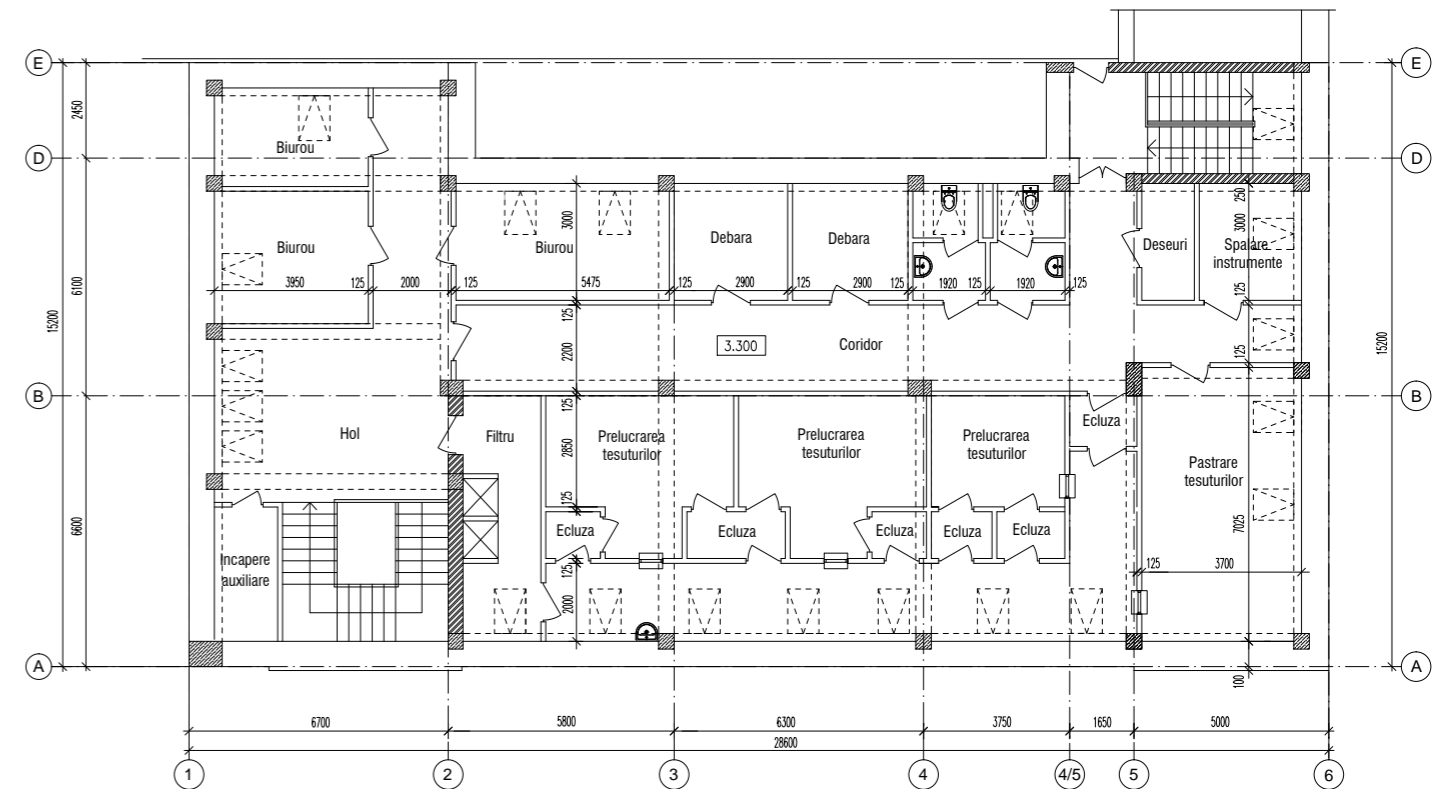 E
E
2450
Biurou
D
D
250
3000
3000
Biurou
Biurou
Debara
Debara
Deseuri
Spalare
instrumente
3950
125
2000
125
5475
125
2900
125
2900
125
1920
125
1920
125
125
6100
15200
15200
125
2200
3.300
Coridor
125
B
B
125
Hol
Filtru
2850
Prelucrarea
tesuturilor
Prelucrarea
tesuturilor
Prelucrarea
tesuturilor
Ecluza
Pastrare
tesuturilor
125
7025
6600
Ecluza
Ecluza
Ecluza
Ecluza
Ecluza
Incapere
auxiliare
125
125
3700
2000
A
A
100
6700
5800
6300
3750
1650
5000
28600
1
2
3
4
4/5
5
6